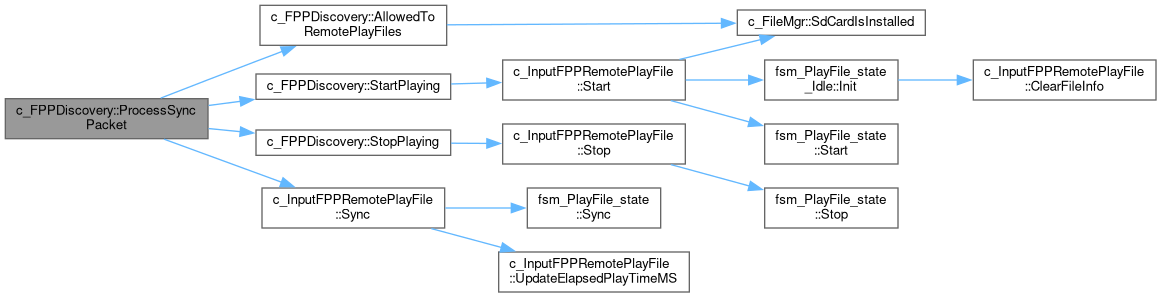 c_FPPDiscovery::ProcessSync
Packet
c_FPPDiscovery::AllowedTo
RemotePlayFiles
c_FPPDiscovery::StartPlaying
c_FPPDiscovery::StopPlaying
c_InputFPPRemotePlayFile
::Sync
c_InputFPPRemotePlayFile
::Start
c_InputFPPRemotePlayFile
::Stop
fsm_PlayFile_state
::Sync
c_InputFPPRemotePlayFile
::UpdateElapsedPlayTimeMS
c_FileMgr::SdCardIsInstalled
fsm_PlayFile_state
_Idle::Init
fsm_PlayFile_state
::Start
fsm_PlayFile_state
::Stop
c_InputFPPRemotePlayFile
::ClearFileInfo